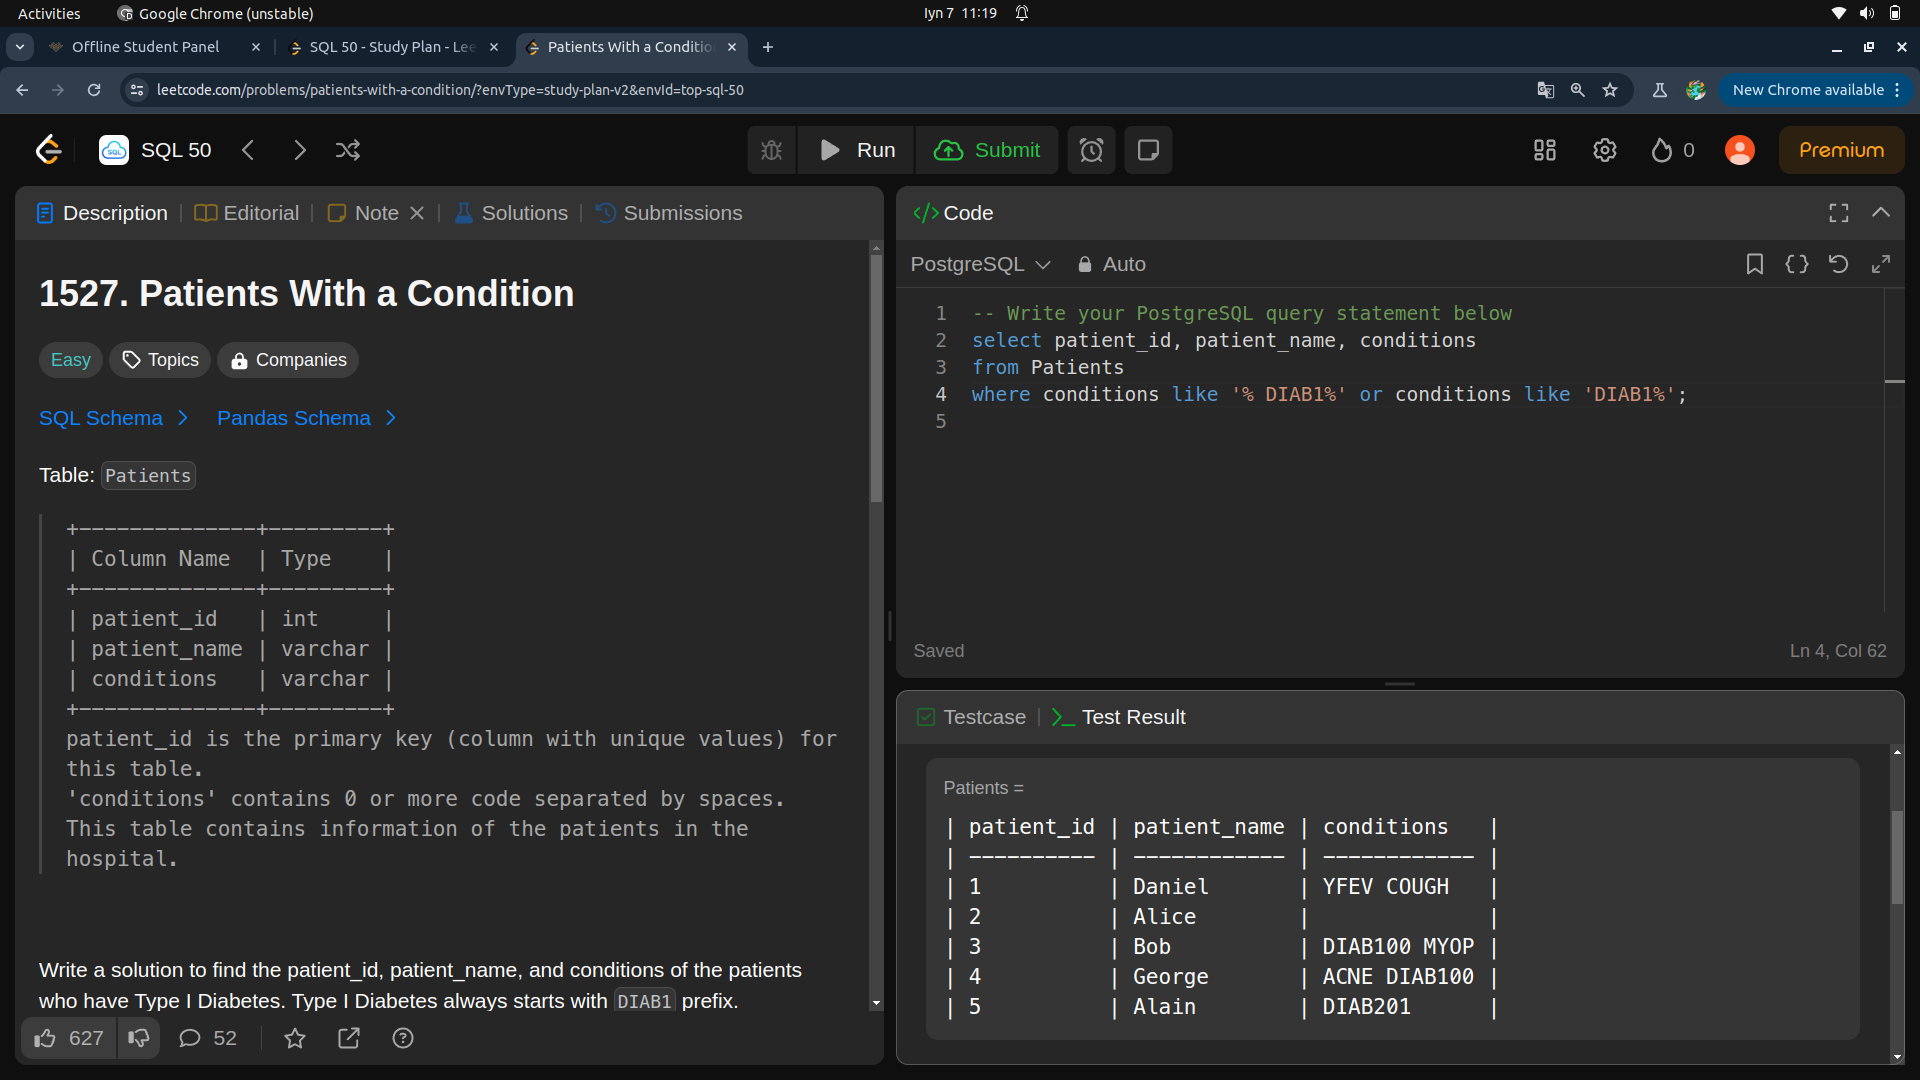 Activities
Google Chrome (unstable)
Iyn 7 11:19
Offline Student Panel
SQL 50 - Study Plan - Lee
Patients With a Conditio
leetcode.com/problems/patients-with-a-condition/?envType=study-plan-v2&envId=top-sql-50
New Chrome available
SQL 50
Run
Submit
0
Premium
Description
Editorial
Note
Solutions
Submissions
1527. Patients With a Condition
Easy
Topics
Companies
SQL Schema
Pandas Schema
Table: Patients
+--------------+---------+
| Column Name  | Type    |
+--------------+---------+
| patient_id   | int     |
| patient_name | varchar |
| conditions   | varchar |
+--------------+---------+
patient_id is the primary key (column with unique values) for
this table.
'conditions' contains 0 or more code separated by spaces.
This table contains information of the patients in the
hospital.
Write a solution to find the patient_id, patient_name, and conditions of the patients
who have Type I Diabetes. Type I Diabetes always starts with DIAB1 prefix.
627
52
</> Code
PostgreSQL
Auto
1 -- Write your PostgreSQL query statement below
2 select patient_id, patient_name, conditions
3 from Patients
4 where conditions like '% DIAB1%' or conditions like 'DIAB1%';
5
Saved
Ln 4, Col 62
Testcase
Test Result
Patients =
| patient_id | patient_name | conditions   |
| ---------- | ------------ | ------------ |
| 1          | Daniel       | YFEV COUGH   |
| 2          | Alice        |              |
| 3          | Bob          | DIAB100 MYOP |
| 4          | George       | ACNE DIAB100 |
| 5          | Alain        | DIAB201      |